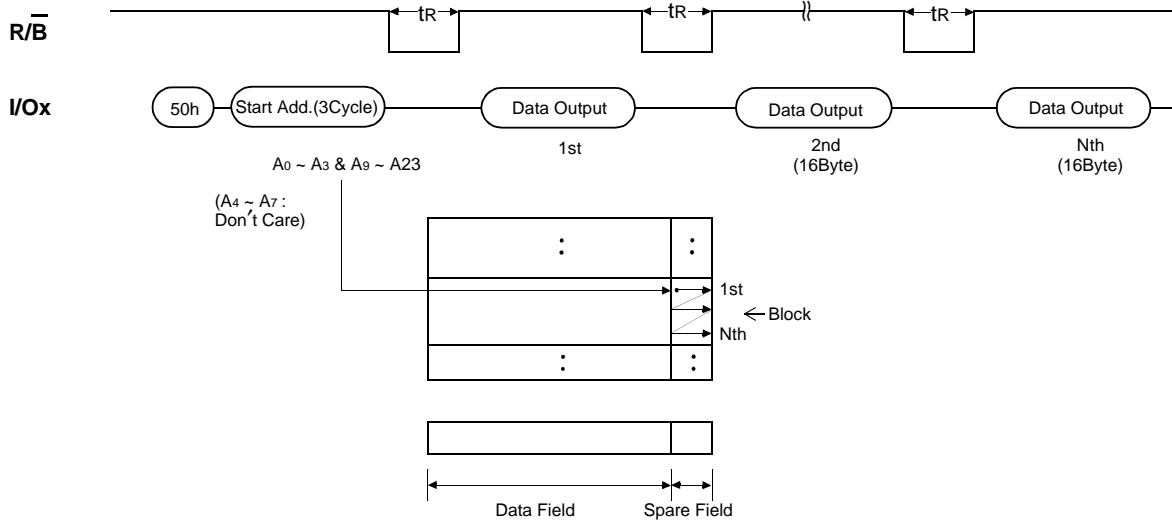 R/B
tR
tR
tR
I/Ox
50h
Start Add.(3Cycle)
Data Output
Data Output
Data Output
1st
2nd
(16Byte)
Nth
(16Byte)
A0 ~ A3 & A9 ~ A23
(A4 ~ A7 :
Don't Care)
1st
Block
Nth
Data Field
Spare Field